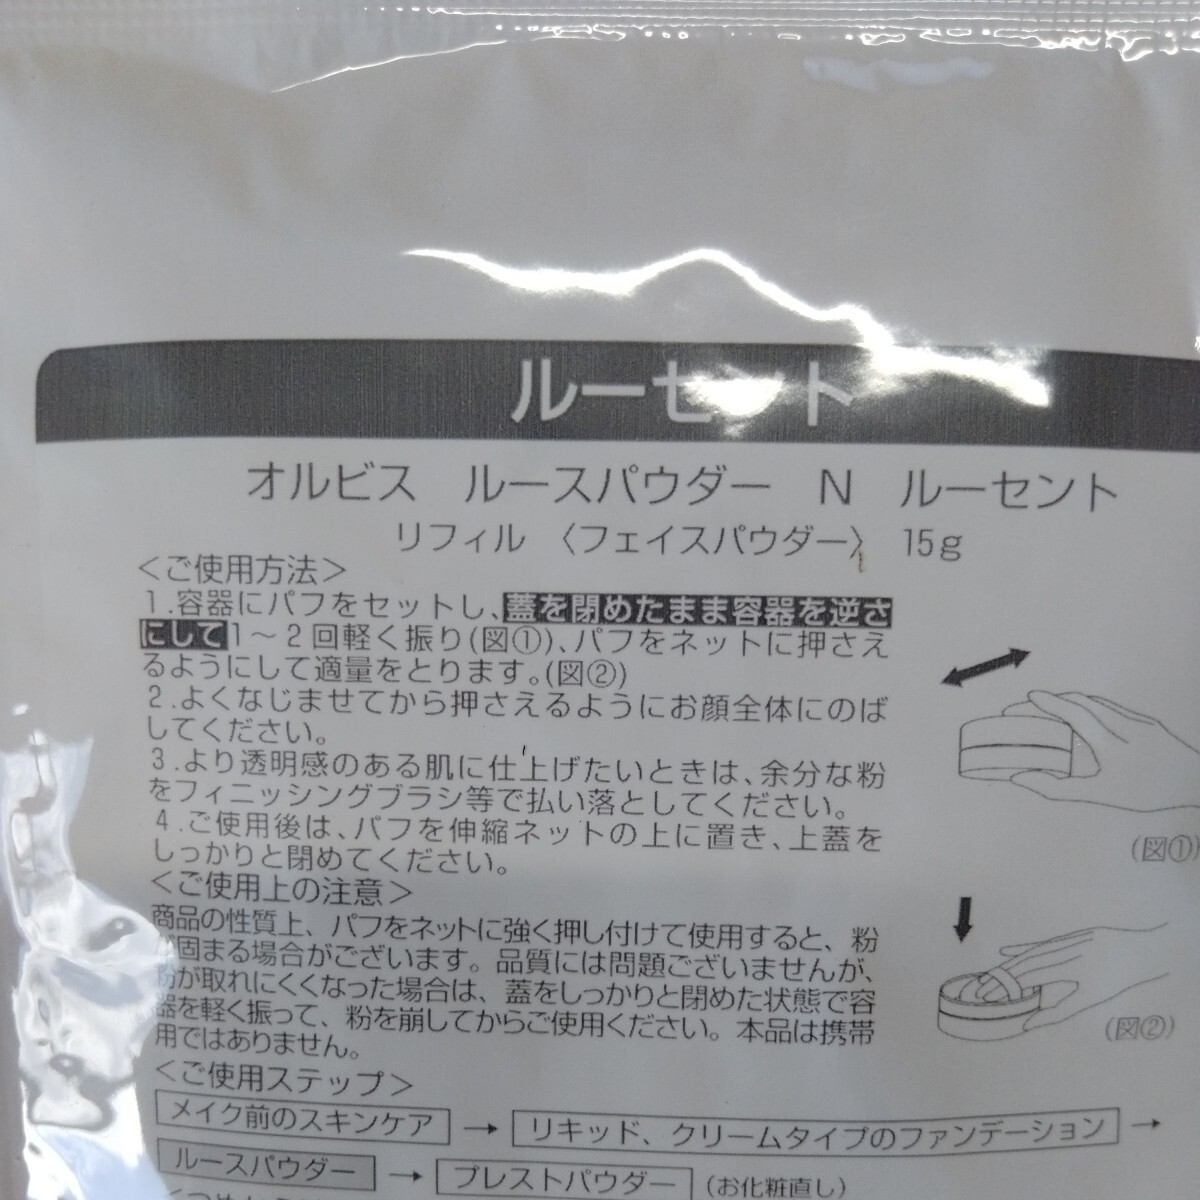 ルーセント
オルビス ルースパウダー N ルーセント
リフィル 〈フェイスパウダー〉 15g
＜ご使用方法＞
1.容器にパフをセットし、蓋を閉めたまま容器を逆さ
にして1～2回軽く振り(図①)、パフをネットに押さえ
るようにして適量をとります。(図②)
2.よくなじませてから押さえるようにお顔全体にのば
してください。
3.より透明感のある肌に仕上げたいときは、余分な粉
をフィニッシングブラシ等で払い落としてください。
4.ご使用後は、パフを伸縮ネットの上に置き、上蓋を
しっかりと閉めてください。
(図①)
＜ご使用上の注意＞
商品の性質上、パフをネットに強く押し付けて使用すると、粉
が固まる場合がございます。品質には問題ございませんが、
粉が取れにくくなった場合は、蓋をしっかりと閉めた状態で容
器を軽く振って、粉を崩してからご使用ください。本品は携帯
用ではありません。
(図②)
＜ご使用ステップ＞
メイク前のスキンケア → リキッド、クリームタイプのファンデーション →
ルースパウダー → プレストパウダー (お化粧直し)